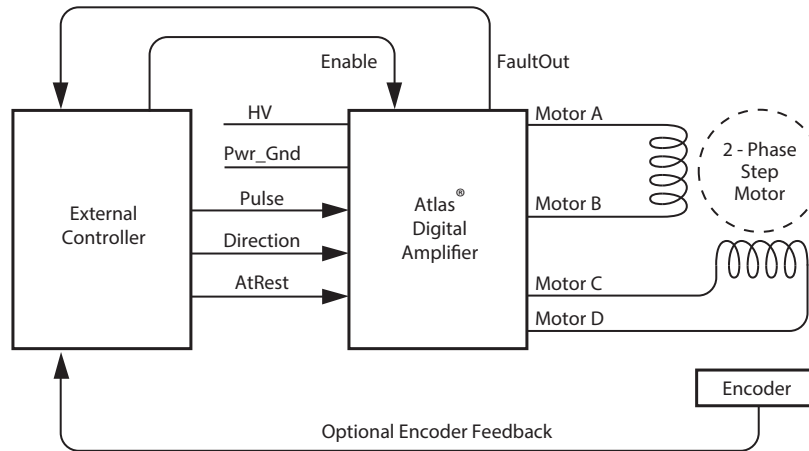 Enable
FaultOut
HV
Pwr_Gnd
Pulse
Direction
AtRest
External
Controller
Atlas®
Digital
Amplifier
Motor A
Motor B
Motor C
Motor D
2 - Phase
Step
Motor
Encoder
Optional Encoder Feedback